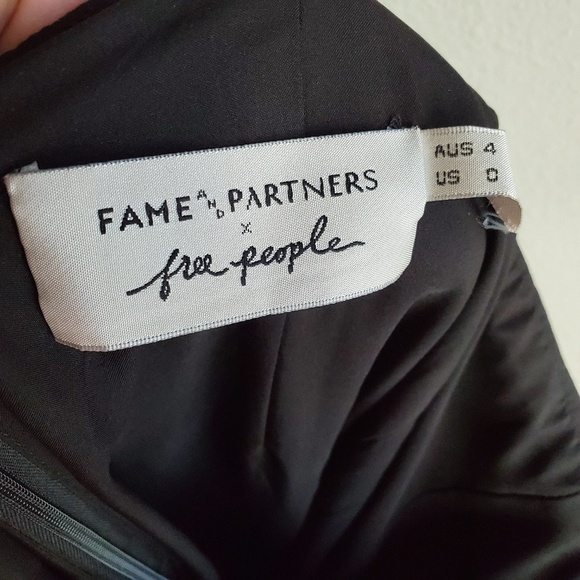 FAME AND PARTNERS
x
free people
AUS 4
US 0